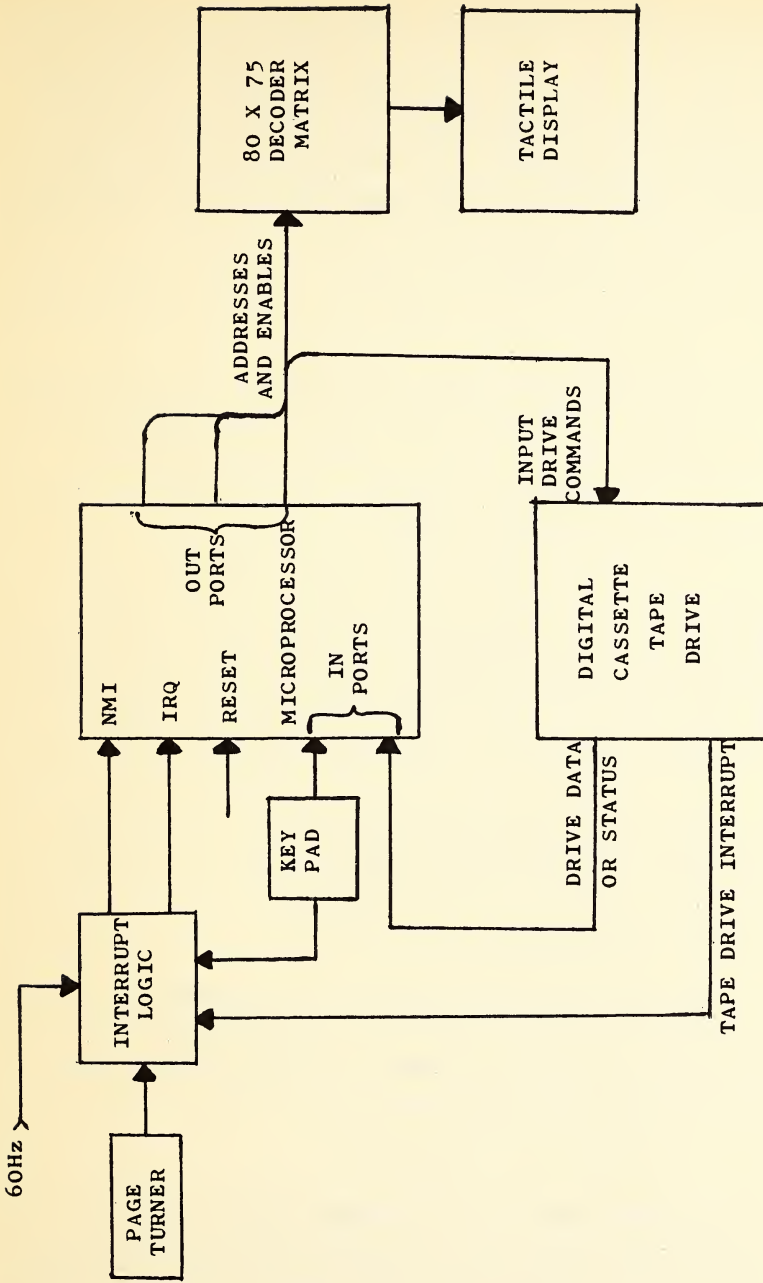 60Hz
PAGE
TURNER
INTERRUPT
LOGIC
NMI
IRQ
RESET
MICROPROCESSOR
OUT
PORTS
IN
PORTS
KEY
PAD
ADDRESSES
AND ENABLES
80 X 75
DECODER
MATRIX
TACTILE
DISPLAY
INPUT
DRIVE
COMMANDS
DIGITAL
CASSETTE
TAPE
DRIVE
DRIVE DATA
OR STATUS
TAPE DRIVE INTERRUPT